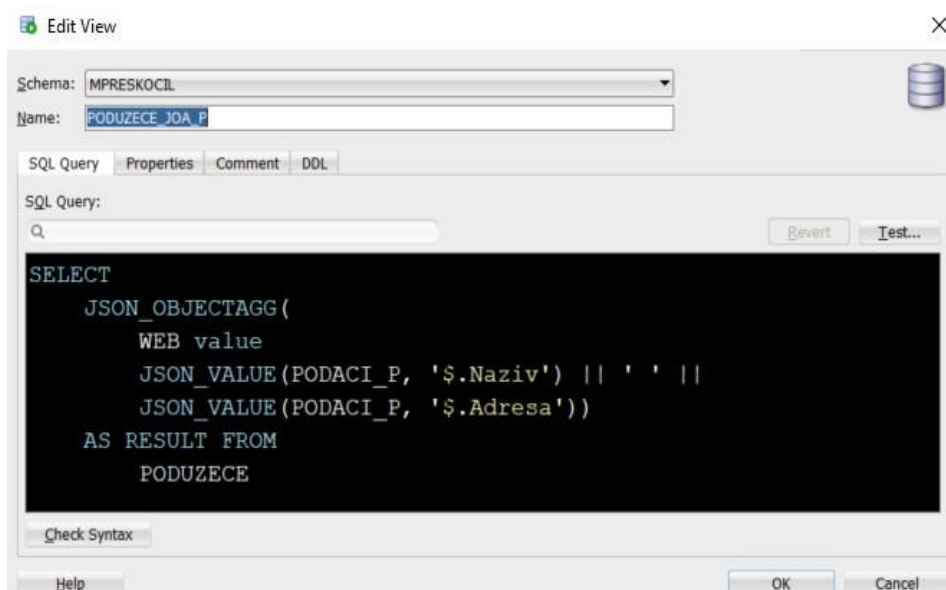 Edit View
Schema: MPRESKOCIL
Name: PODUZECE_JOA_P
SQL Query Properties Comment DDL
SQL Query:
Revert Test...
SELECT
JSON_OBJECTAGG(
WEB value
JSON_VALUE(PODACI_P, '$.Naziv') || ' ' ||
JSON_VALUE(PODACI_P, '$.Adresa'))
AS RESULT FROM
PODUZECE
Check Syntax
Help OK Cancel